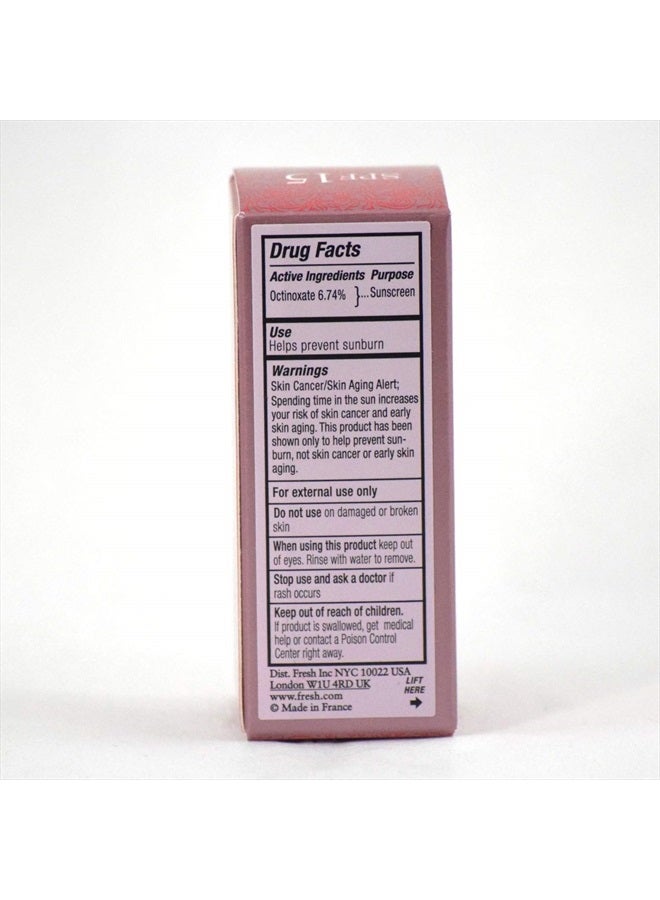 SPF15
Drug Facts
Active Ingredients Purpose
Octinoxate 6.74% }...Sunscreen
Use
Helps prevent sunburn
Warnings
Skin Cancer/Skin Aging Alert;
Spending time in the sun increases
your risk of skin cancer and early
skin aging. This product has been
shown only to help prevent sun-
burn, not skin cancer or early skin
aging.
For external use only
Do not use on damaged or broken
skin
When using this product keep out
of eyes. Rinse with water to remove.
Stop use and ask a doctor if
rash occurs
Keep out of reach of children.
If product is swallowed, get medical
help or contact a Poison Control
Center right away.
Dist. Fresh Inc NYC 10022 USA
London W1U 4RD UK
www.fresh.com
© Made in France
LIFT
HERE